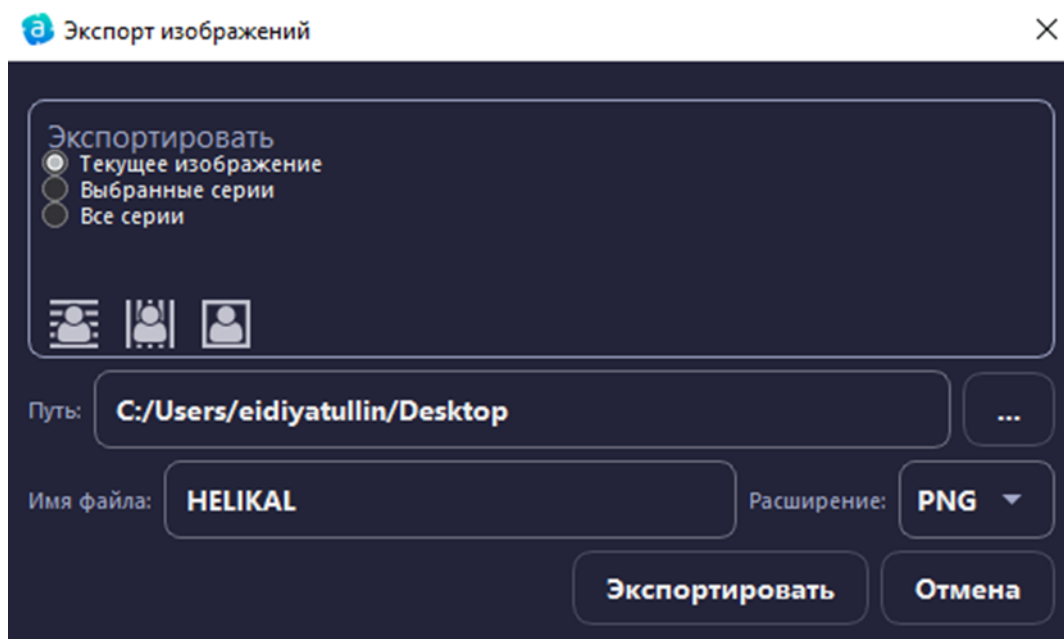 Экспорт изображений
Экспортировать
Текущее изображение
Выбранные серии
Все серии
Путь: C:/Users/eidiyatullin/Desktop ...
Имя файла: HELIKAL Расширение: PNG
Экспортировать Отмена